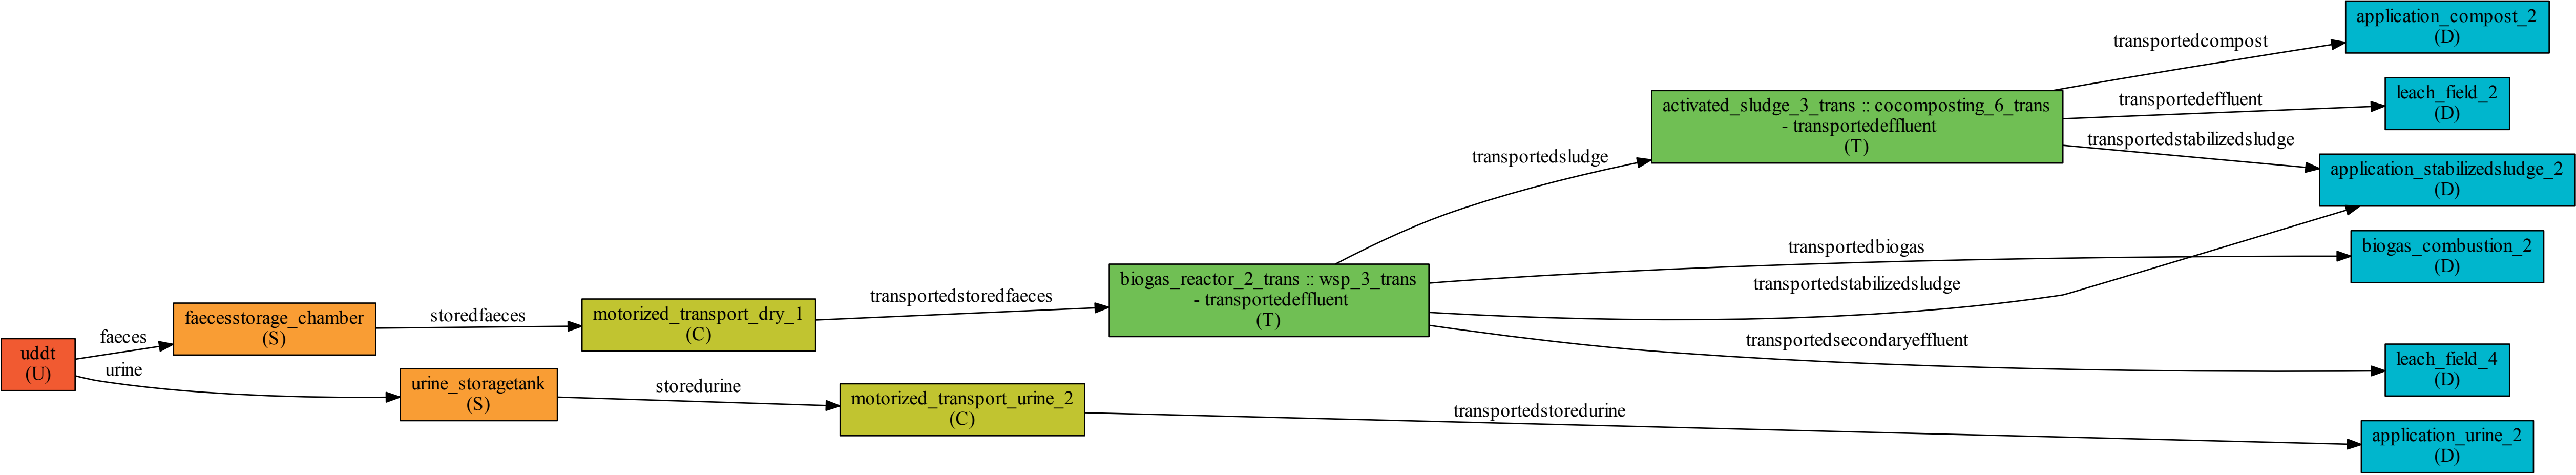 uddt
(U)
faeces
urine
faecesstorage_chamber
(S)
urine_storagetank
(S)
storedfaeces
storedurine
motorized_transport_dry_1
(C)
motorized_transport_urine_2
(C)
transportedstoredfaeces
transportedstoredurine
biogas_reactor_2_trans :: wsp_3_trans
- transportedeffluent
(T)
transportedsludge
transportedbiogas
transportedstabilizedsludge
transportedsecondaryeffluent
activated_sludge_3_trans :: cocomposting_6_trans
- transportedeffluent
(T)
transportedcompost
transportedeffluent
transportedstabilizedsludge
application_compost_2
(D)
leach_field_2
(D)
application_stabilizedsludge_2
(D)
biogas_combustion_2
(D)
leach_field_4
(D)
application_urine_2
(D)